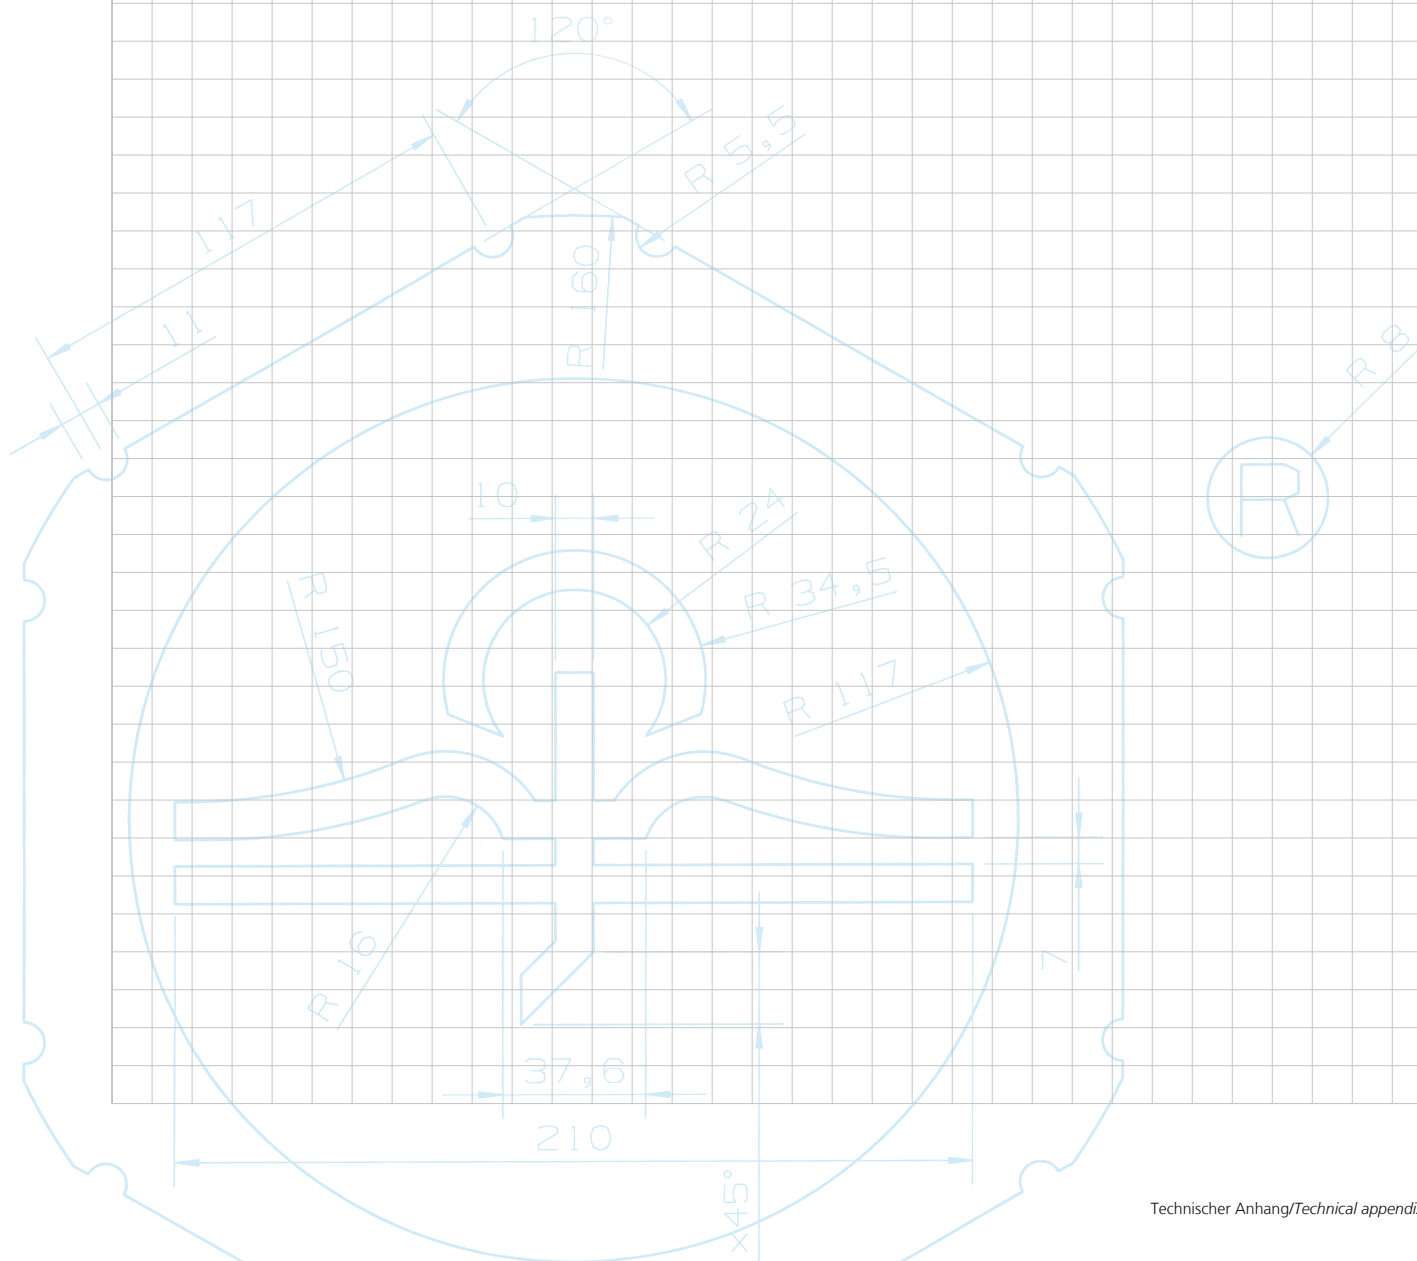 120°
R 5,5
117
11
R 160
R 8
R
10
R 24
R 34,5
R 150
R 117
R 16
7
37,6
210
x45°
Technischer Anhang/Technical appendi